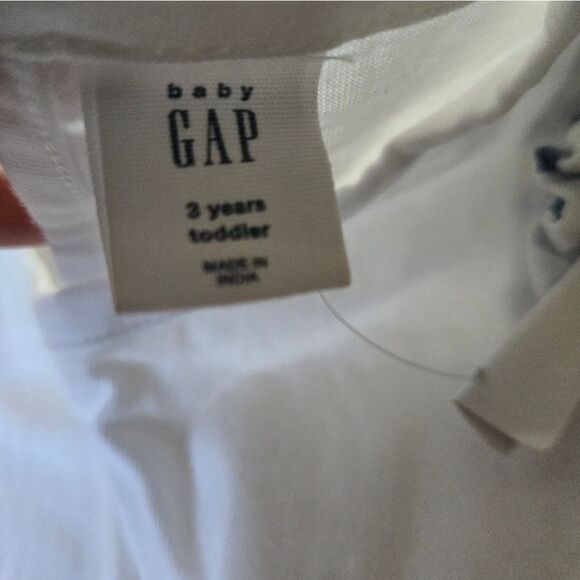 baby
GAP
3 years
toddler
MADE IN
INDIA